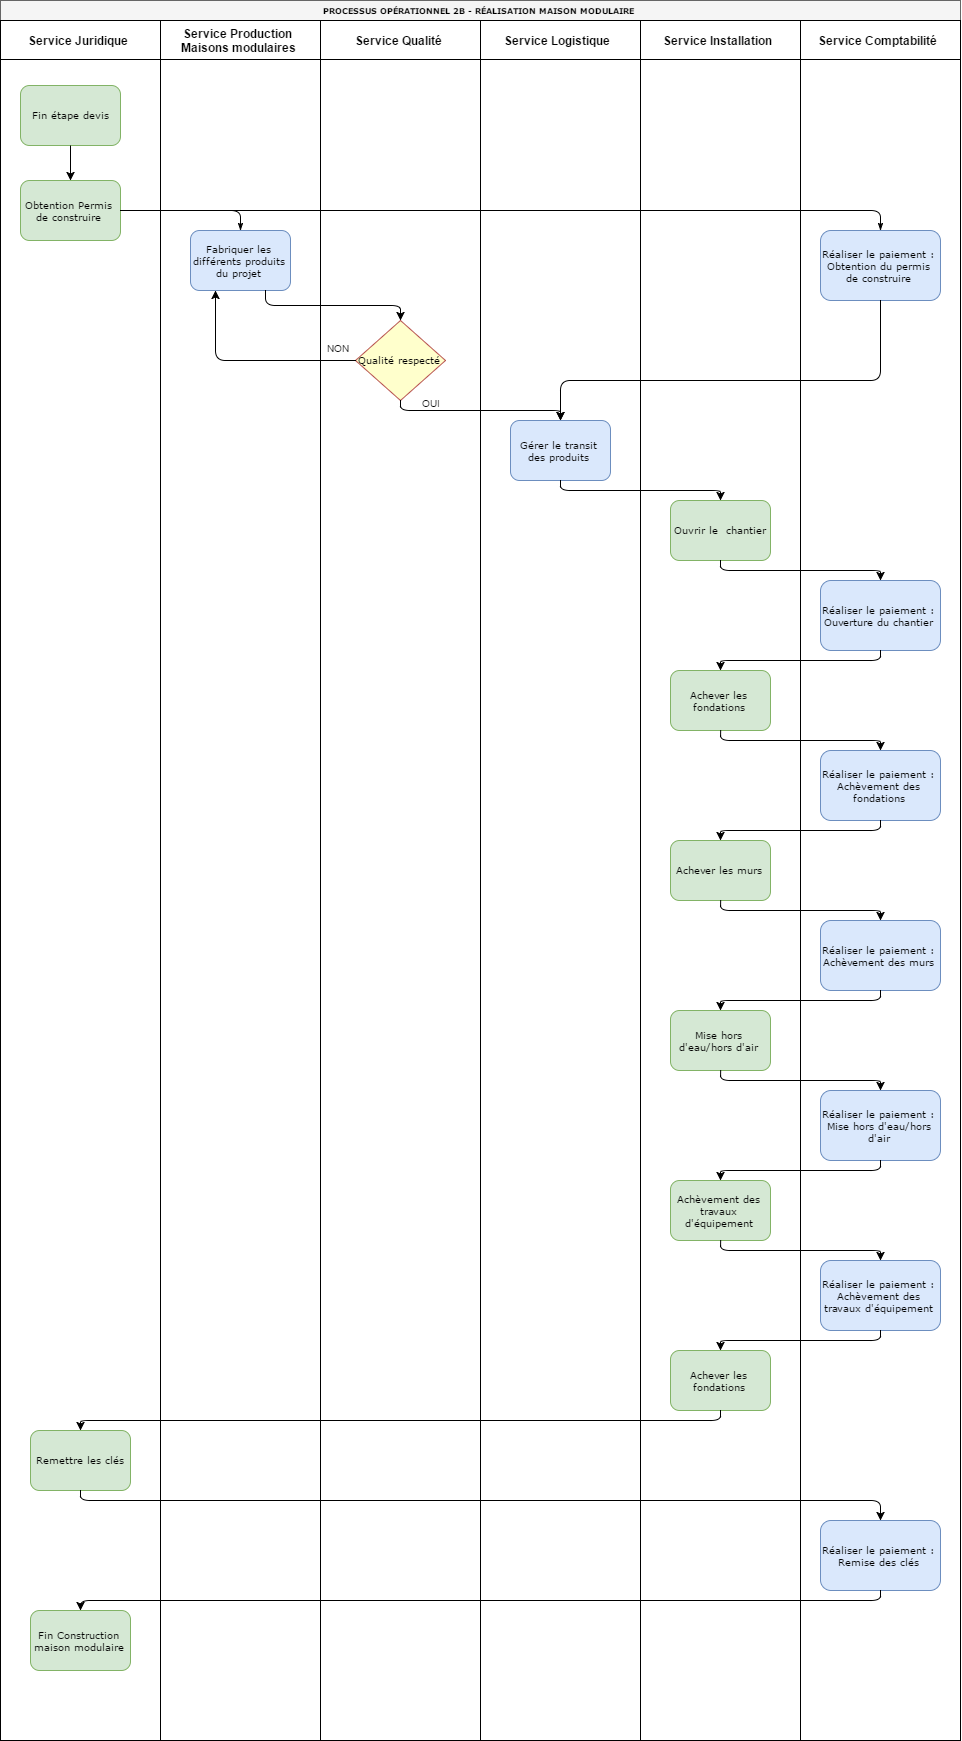 PROCESSUS OPÉRATIONNEL 2B - RÉALISATION MAISON MODULAIRE
Service Juridique
Service Production
Maisons modulaires
Service Qualité
Service Logistique
Service Installation
Service Comptabilité
Fin étape devis
Obtention Permis
de construire
Fabriquer les
différents produits
du projet
Réaliser le paiement :
Obtention du permis
de construire
NON
Qualité respecté
OUI
Gérer le transit
des produits
Ouvrir le  chantier
Réaliser le paiement :
Ouverture du chantier
Achever les
fondations
Réaliser le paiement :
Achèvement des
fondations
Achever les murs
Réaliser le paiement :
Achèvement des murs
Mise hors
d'eau/hors d'air
Réaliser le paiement :
Mise hors d'eau/hors
d'air
Achèvement des
travaux
d'équipement
Réaliser le paiement :
Achèvement des
travaux d'équipement
Achever les
fondations
Remettre les clés
Réaliser le paiement :
Remise des clés
Fin Construction
maison modulaire